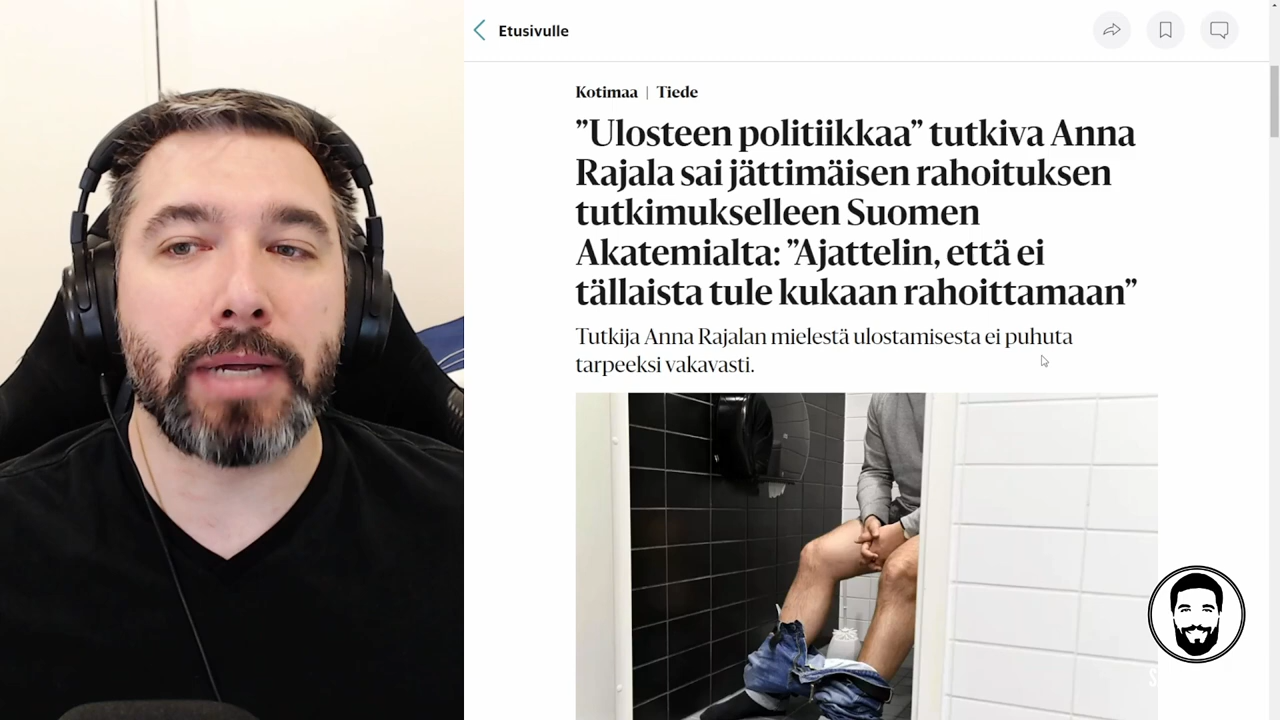 Etusivulle
Kotimaa | Tiede
”Ulosteen politiikkaa” tutkiva Anna
Rajala sai jättimäisen rahoituksen
tutkimukselleen Suomen
Akatemialta: ”Ajattelin, että ei
tällaista tule kukaan rahoittamaan”
Tutkija Anna Rajalan mielestä ulostamisesta ei puhuta
tarpeeksi vakavasti.